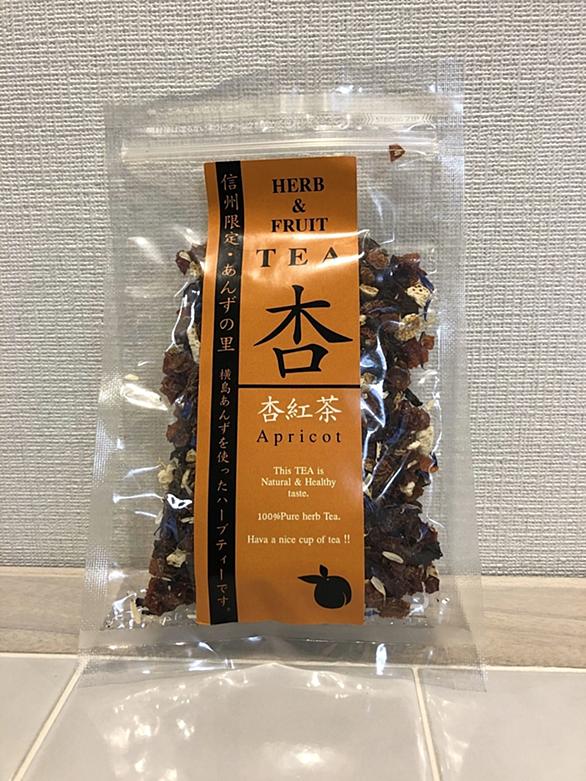 HERB
&
FRUIT
TEA
杏
杏紅茶
Apricot
This TEA is
Natural & Healthy
taste.
100%Pure herb Tea.
Hava a nice cup of tea !!
信州限定・あんずの里 横島あんずを使ったハーブティーです。